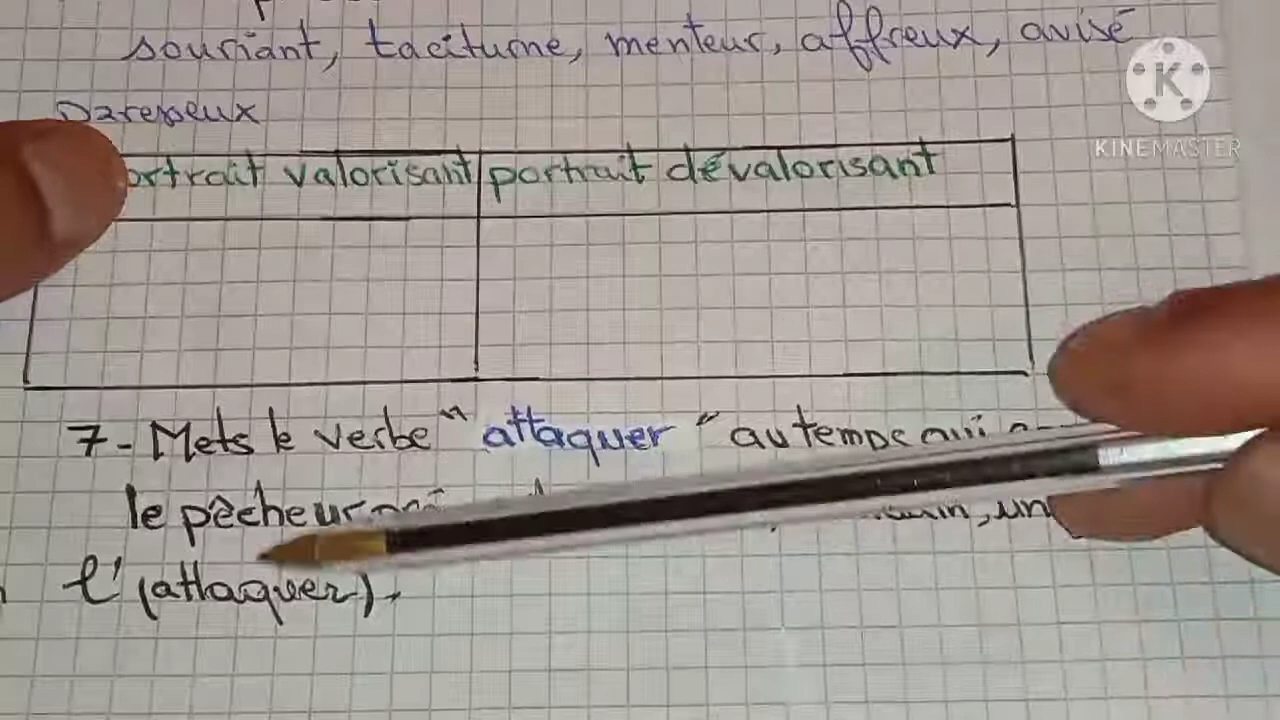 souriant, taciturne, menteur, affreux, avisé
Paresseux
KINEMASTER
portrait valorisant portrait dévalorisant
7- Mets le verbe "attaquer" au temps qui
le pêcheur , un
l'(attaquer).